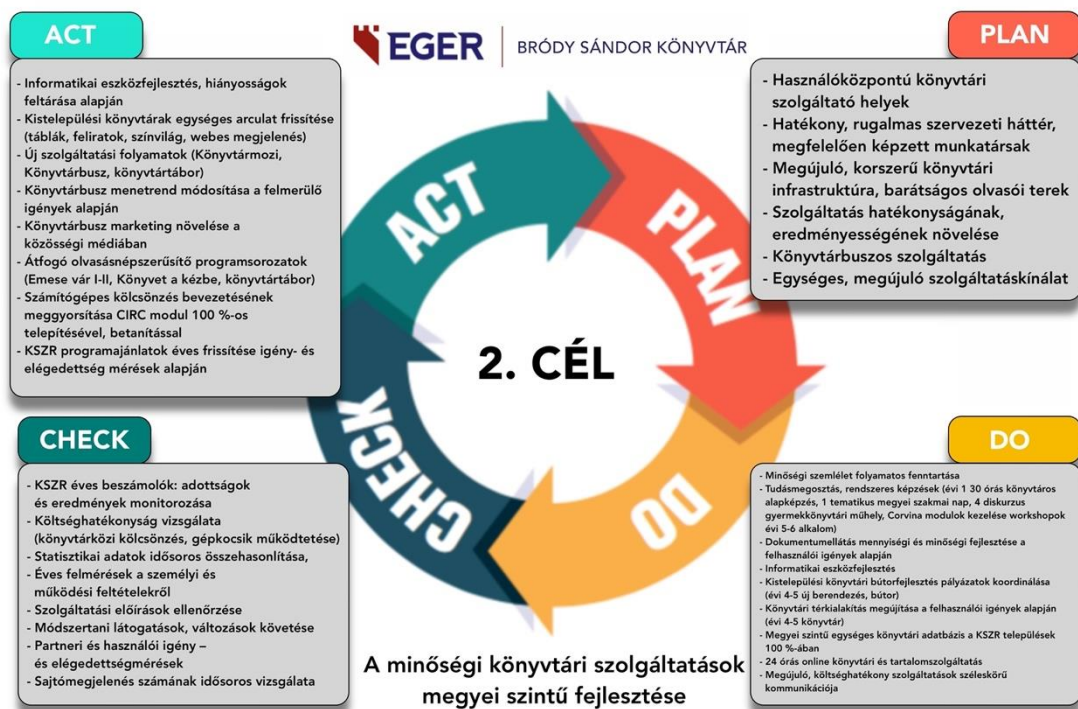 EGER | BRÓDY SÁNDOR KÖNYVTÁR
ACT
- Informatikai eszközfejlesztés, hiányosságok
feltárása alapján
- Kistelepülési könyvtárak egységes arculat frissítése
(táblák, feliratok, színvilág, webes megjelenés)
- Új szolgáltatási folyamatok (Könyvtármozi,
Könyvtárbusz, könyvtártábor)
- Könyvtárbusz menetrend módosítása a felmerülő
igények alapján
- Könyvtárbusz marketing növelése a
közösségi médiában
- Átfogó olvasásnépszerűsítő programsorozatok
(Emese vár I-II, Könyvet a kézbe, könyvtártábor)
- Számítógépes kölcsönzés bevezetésének
meggyorsítása CIRC modul 100 %-os
telepítésével, betanítással
- KSZR programajánlatok éves frissítése igény- és
elégedettség mérések alapján
PLAN
- Használóközpontú könyvtári
szolgáltató helyek
- Hatékony, rugalmas szervezeti háttér,
megfelelően képzett munkatársak
- Megújuló, korszerű könyvtári
infrastruktúra, barátságos olvasói terek
- Szolgáltatás hatékonyságának,
eredményességének növelése
- Könyvtárbuszos szolgáltatás
- Egységes, megújuló szolgáltatáskínálat
ACT
PLAN
2. CÉL
CHECK
DO
CHECK
- KSZR éves beszámolók: adottságok
és eredmények monitorozása
- Költséghatékonyság vizsgálata
(könyvtárközi kölcsönzés, gépkocsik működtetése)
- Statisztikai adatok idősoros összehasonlítása,
- Éves felmérések a személyi és
működési feltételekről
- Szolgáltatási előírások ellenőrzése
- Módszertani látogatások, változások követése
- Partneri és használói igény –
és elégedettségmérések
- Sajtómegjelenés számának idősoros vizsgálata
DO
- Minőségi szemlélet folyamatos fenntartása
- Tudásmegosztás, rendszeres képzések (évi 1 30 órás könyvtáros
alapképzés, 1 tematikus megyei szakmai nap, 4 diskurzus
gyermekkönyvtári műhely, Corvina modulok kezelése workshopok
évi 5-6 alkalom)
- Dokumentumellátás mennyiségi és minőségi fejlesztése a
felhasználói igények alapján
- Informatikai eszközfejlesztés
- Kistelepülési könyvtári bútorfejlesztés pályázatok koordinálása
(évi 4-5 új berendezés, bútor)
- Könyvtári térkialakítás megújítása a felhasználói igények alapján
(évi 4-5 könyvtár)
- Megyei szintű egységes könyvtári adatbázis a KSZR települések
100 %-ában
- 24 órás online könyvtári és tartalomszolgáltatás
- Megújuló, költséghatékony szolgáltatások széleskörű
kommunikációja
A minőségi könyvtári szolgáltatások
megyei szintű fejlesztése